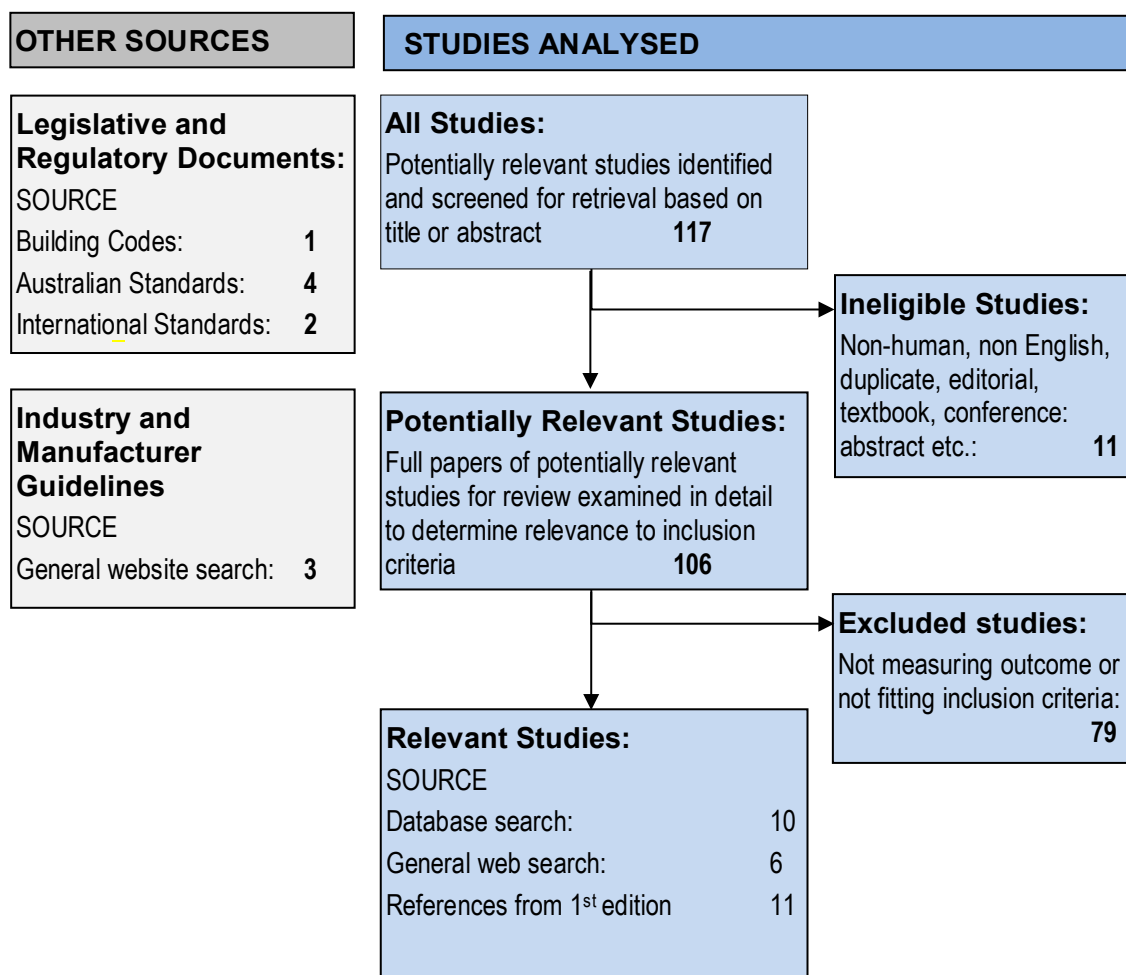 OTHER SOURCES
Legislative and
Regulatory Documents:
SOURCE
Building Codes: 1
Australian Standards: 4
International Standards: 2
Industry and
Manufacturer
Guidelines
SOURCE
General website search: 3
STUDIES ANALYSED
All Studies:
Potentially relevant studies identified
and screened for retrieval based on
title or abstract 117
Ineligible Studies:
Non-human, non English,
duplicate, editorial,
textbook, conference:
abstract etc.: 11
Potentially Relevant Studies:
Full papers of potentially relevant
studies for review examined in detail
to determine relevance to inclusion
criteria 106
Excluded studies:
Not measuring outcome or
not fitting inclusion criteria:
79
Relevant Studies:
SOURCE
Database search: 10
General web search: 6
References from 1st edition 11